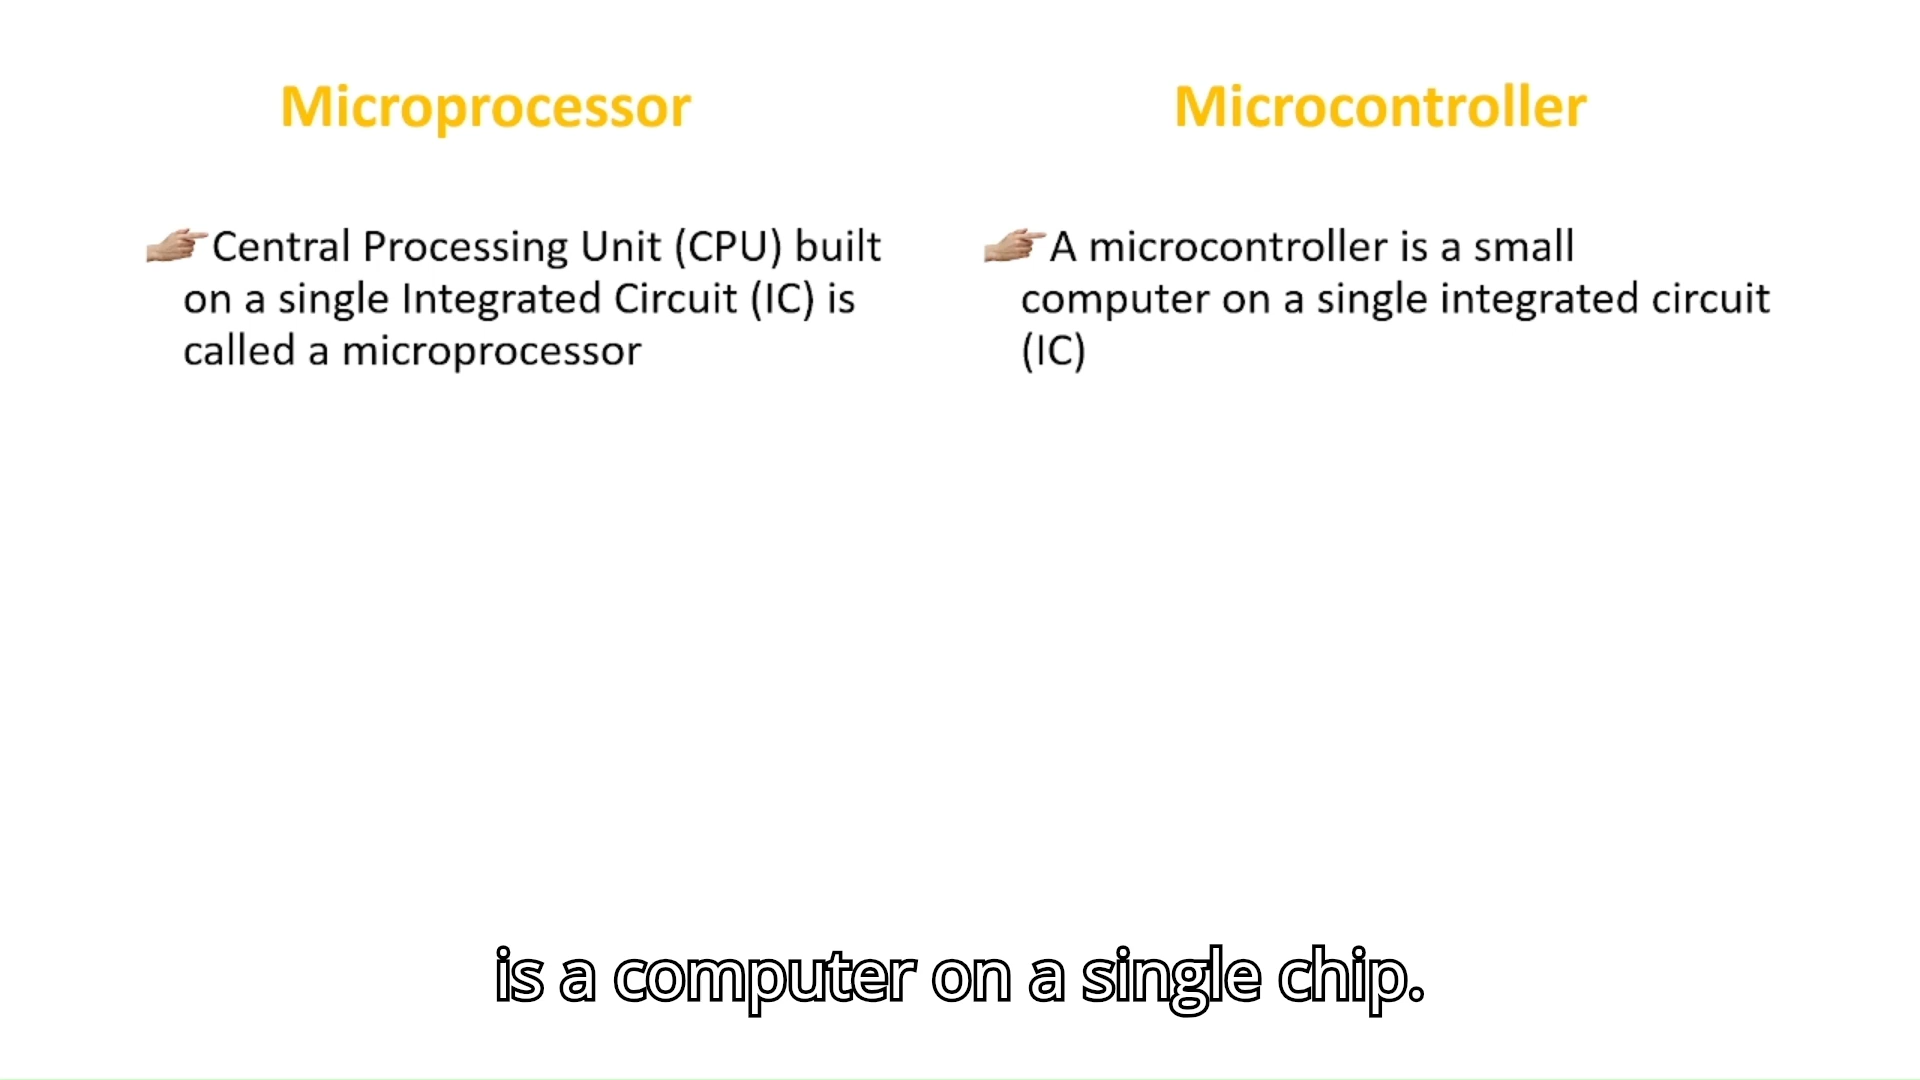 Microprocessor
Microcontroller
Central Processing Unit (CPU) built
on a single Integrated Circuit (IC) is
called a microprocessor
A microcontroller is a small
computer on a single integrated circuit
(IC)
is a computer on a single chip.